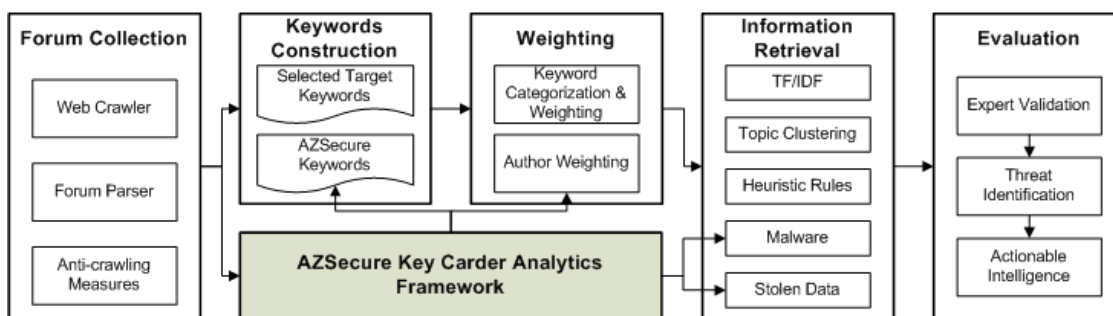 Forum Collection
Web Crawler
Forum Parser
Anti-crawling
Measures
Keywords
Construction
Selected Target
Keywords
AZSecure
Keywords
Weighting
Keyword
Categorization &
Weighting
Author Weighting
AZSecure Key Carder Analytics
Framework
Information
Retrieval
TF/IDF
Topic Clustering
Heuristic Rules
Malware
Stolen Data
Evaluation
Expert Validation
Threat
Identification
Actionable
Intelligence